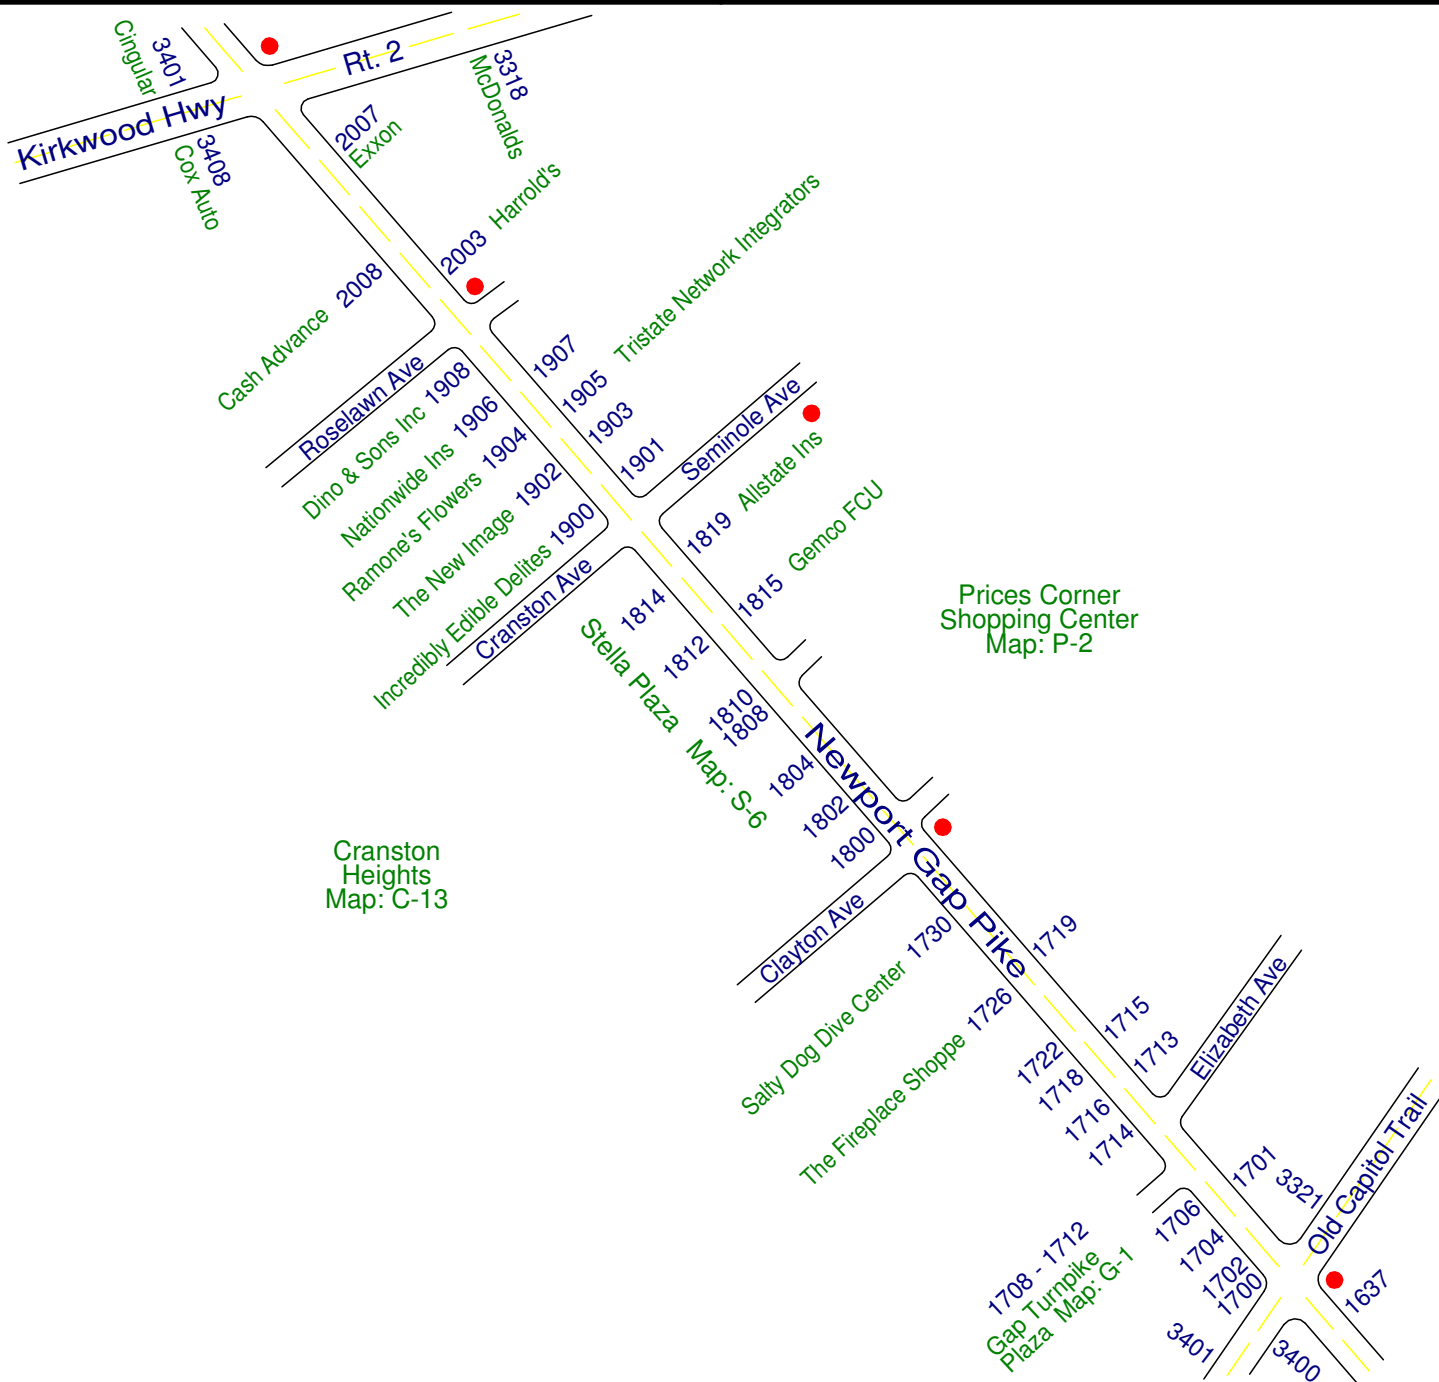 Cingular
3401
Rt. 2
3318
McDonalds
Kirkwood Hwy
3408
Cox Auto
2007
Exxon
2003
Harrold's
2008
Cash Advance
Tristate Network Integrators
Roselawn Ave
1907
1905
1903
1901
Seminole Ave
Dino & Sons Inc 1908
Nationwide Ins 1906
Ramone's Flowers 1904
The New Image 1902
Incredibly Edible Delites 1900
Cranston Ave
1819 Allstate Ins
1815 Gemco FCU
Prices Corner
Shopping Center
Map: P-2
1814
1812
1810
1808
1804
1802
1800
Stella Plaza Map: S-6
Newport Gap Pike
Cranston
Heights
Map: C-13
Clayton Ave
Salty Dog Dive Center 1730
The Fireplace Shoppe 1726
1719
1715
1713
Elizabeth Ave
1722
1718
1716
1714
1701
3321
Old Capitol Trail
1706
1704
1702
1700
1708 - 1712
Gap Turnpike
Plaza Map: G-1
1637
3401
3400